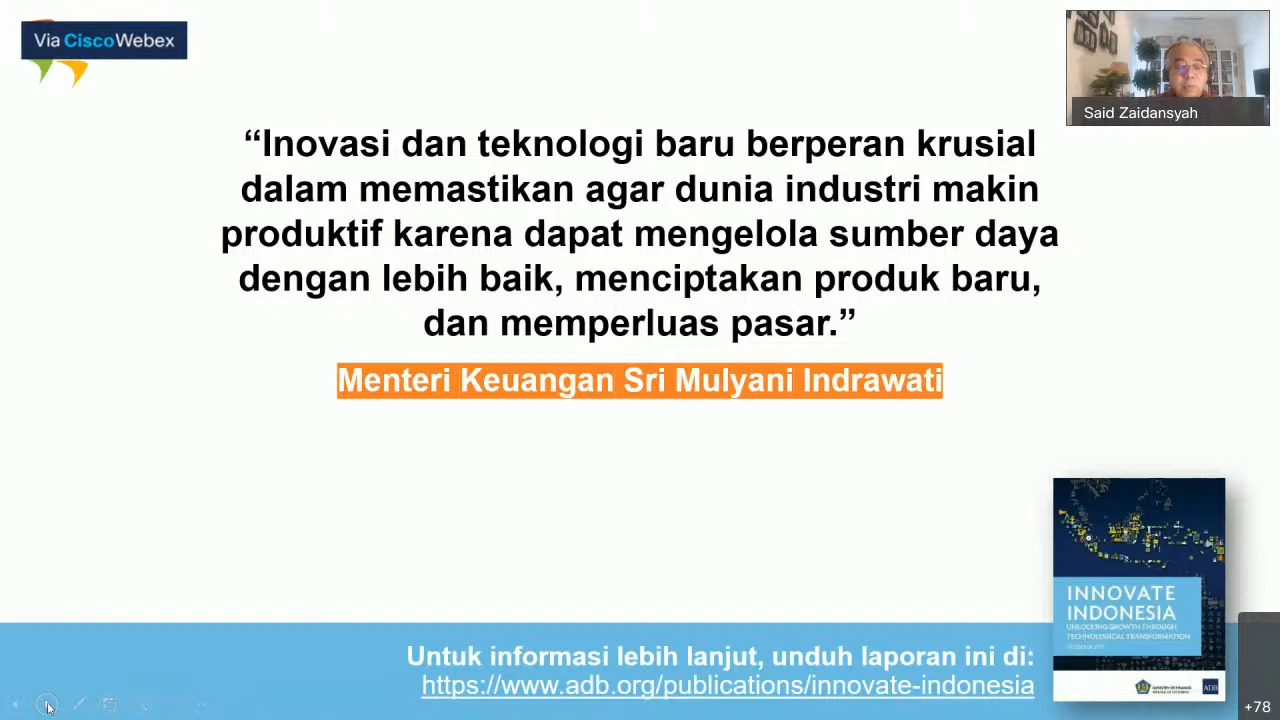 Via CiscoWebex
Said Zaidansyah
“Inovasi dan teknologi baru berperan krusial
dalam memastikan agar dunia industri makin
produktif karena dapat mengelola sumber daya
dengan lebih baik, menciptakan produk baru,
dan memperluas pasar.”
Menteri Keuangan Sri Mulyani Indrawati
INNOVATE
INDONESIA
UNLOCKING GROWTH THROUGH
TECHNOLOGICAL TRANSFORMATION
MINISTRY OF FINANCE
ADB
Untuk informasi lebih lanjut, unduh laporan ini di:
https://www.adb.org/publications/innovate-indonesia
+78